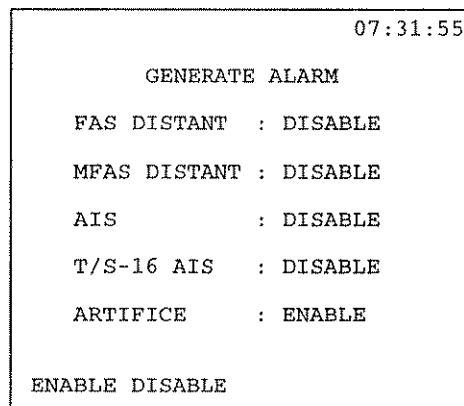 07:31:55
GENERATE ALARM
FAS DISTANT : DISABLE
MFAS DISTANT : DISABLE
AIS : DISABLE
T/S-16 AIS : DISABLE
ARTIFICE : ENABLE
ENABLE DISABLE